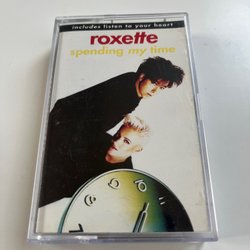 includes listen to your heart
roxette
spending my time